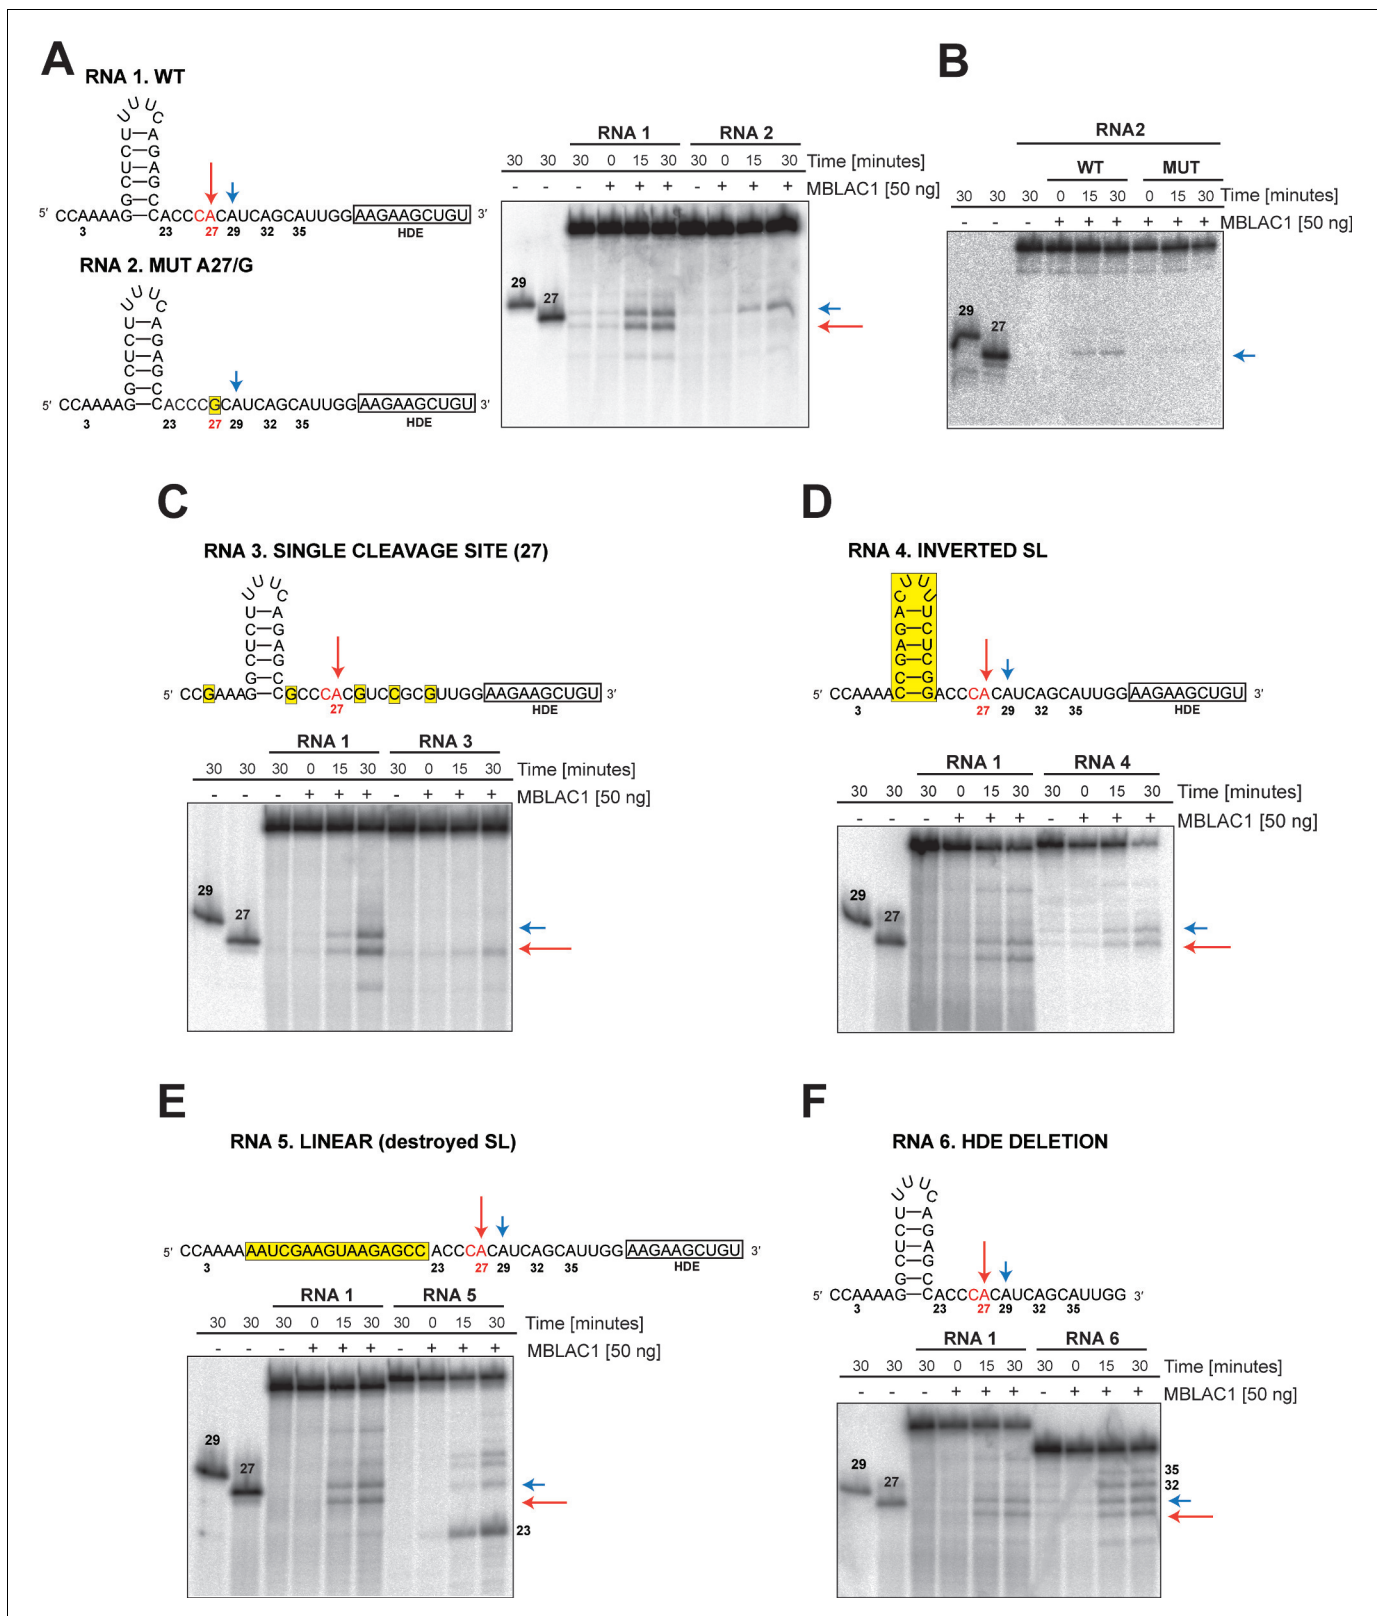 A
RNA 1. WT
5' CCAAAAG CACCCACAUCAGCAUUGGAAGAAGCUGU 3'
GCUCUUUUUCAGAGC
3 23 27 29 32 35 HDE
RNA 2. MUT A27/G
5' CCAAAAG CACCCGCAUCAGCAUUGGAAGAAGCUGU 3'
3 23 27 29 32 35 HDE
RNA 1 RNA 2
30 30 30 0 15 30 30 0 15 30 Time [minutes]
- - - + + + - + + + MBLAC1 [50 ng]
29
27
B
RNA2
WT MUT
30 30 30 0 15 30 0 15 30 Time [minutes]
- - - + + + + + + MBLAC1 [50 ng]
29
27
C
RNA 3. SINGLE CLEAVAGE SITE (27)
5' CCGAAAG CGCCCACGUCCGCGUUGGAAGAAGCUGU 3'
27 HDE
RNA 1 RNA 3
30 30 30 0 15 30 30 0 15 30 Time [minutes]
- - - + + + - + + + MBLAC1 [50 ng]
29
27
D
RNA 4. INVERTED SL
5' CCAAAAC GACCCACAUCAGCAUUGGAAGAAGCUGU 3'
3 27 29 32 35 HDE
RNA 1 RNA 4
30 30 30 0 15 30 30 0 15 30 Time [minutes]
- - - + + + - + + + MBLAC1 [50 ng]
29
27
E
RNA 5. LINEAR (destroyed SL)
5' CCAAAAAAUCGAAGUAAGAGCCACCCACAUCAGCAUUGGAAGAAGCUGU 3'
3 23 27 29 32 35 HDE
RNA 1 RNA 5
30 30 30 0 15 30 30 0 15 30 Time [minutes]
- - - + + + - + + + MBLAC1 [50 ng]
29
27
23
F
RNA 6. HDE DELETION
5' CCAAAAG CACCCACAUCAGCAUUGG 3'
3 23 27 29 32 35
RNA 1 RNA 6
30 30 30 0 15 30 30 0 15 30 Time [minutes]
- - - + + + - + + + MBLAC1 [50 ng]
29
27
35
32